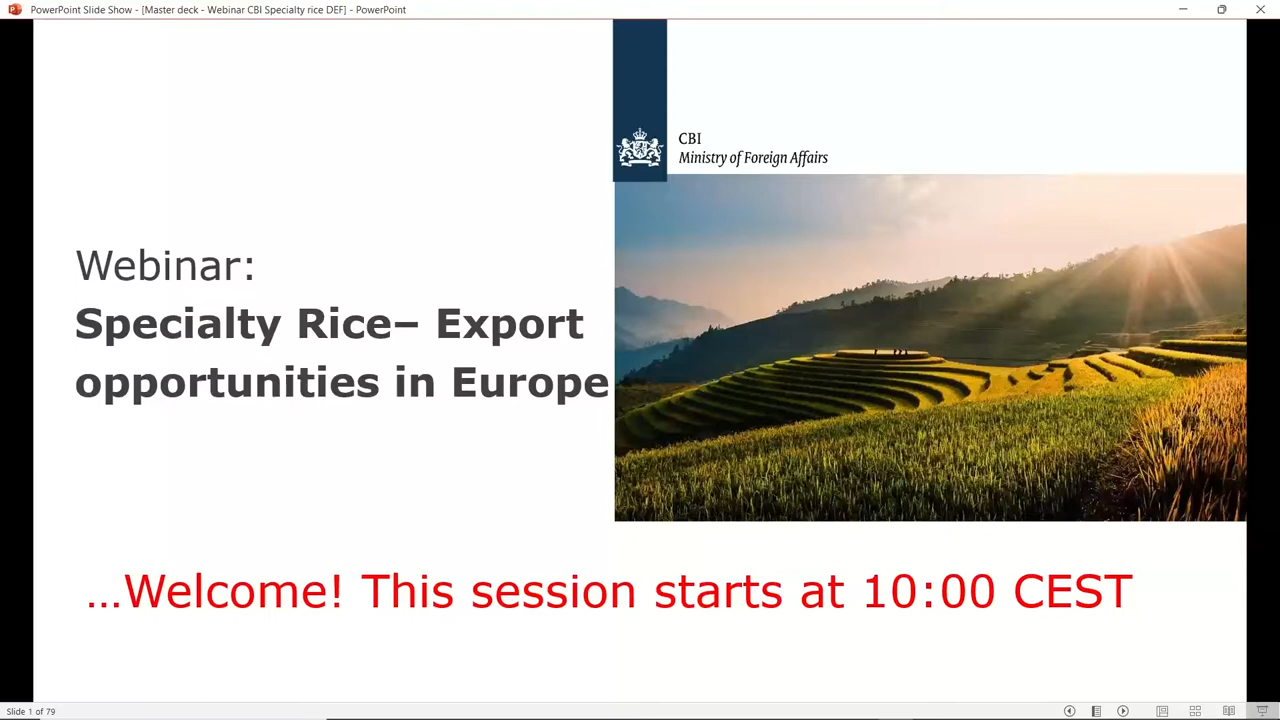 PowerPoint Slide Show - [Master deck - Webinar CBI Specialty rice DEF] - PowerPoint
CBI
Ministry of Foreign Affairs
Webinar:
Specialty Rice– Export
opportunities in Europe
...Welcome! This session starts at 10:00 CEST
Slide 1 of 79